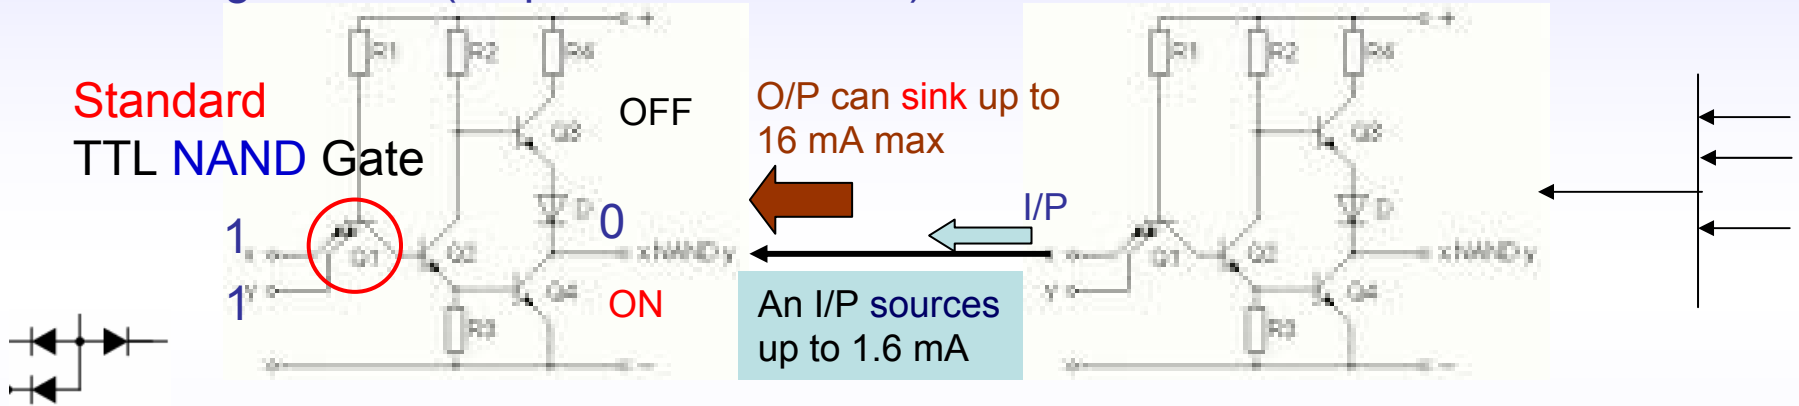 Standard
TTL NAND Gate
R1 R2 R6
OFF
Q3
D
0
1
1
x
Y
Q1 Q2 Q4
ON
R3
x NAND y
+
−
O/P can sink up to
16 mA max
I/P
An I/P sources
up to 1.6 mA
R1 R2 R6
Q3
D
Q1 Q2 Q4
Y
R3
x NAND y
+
−